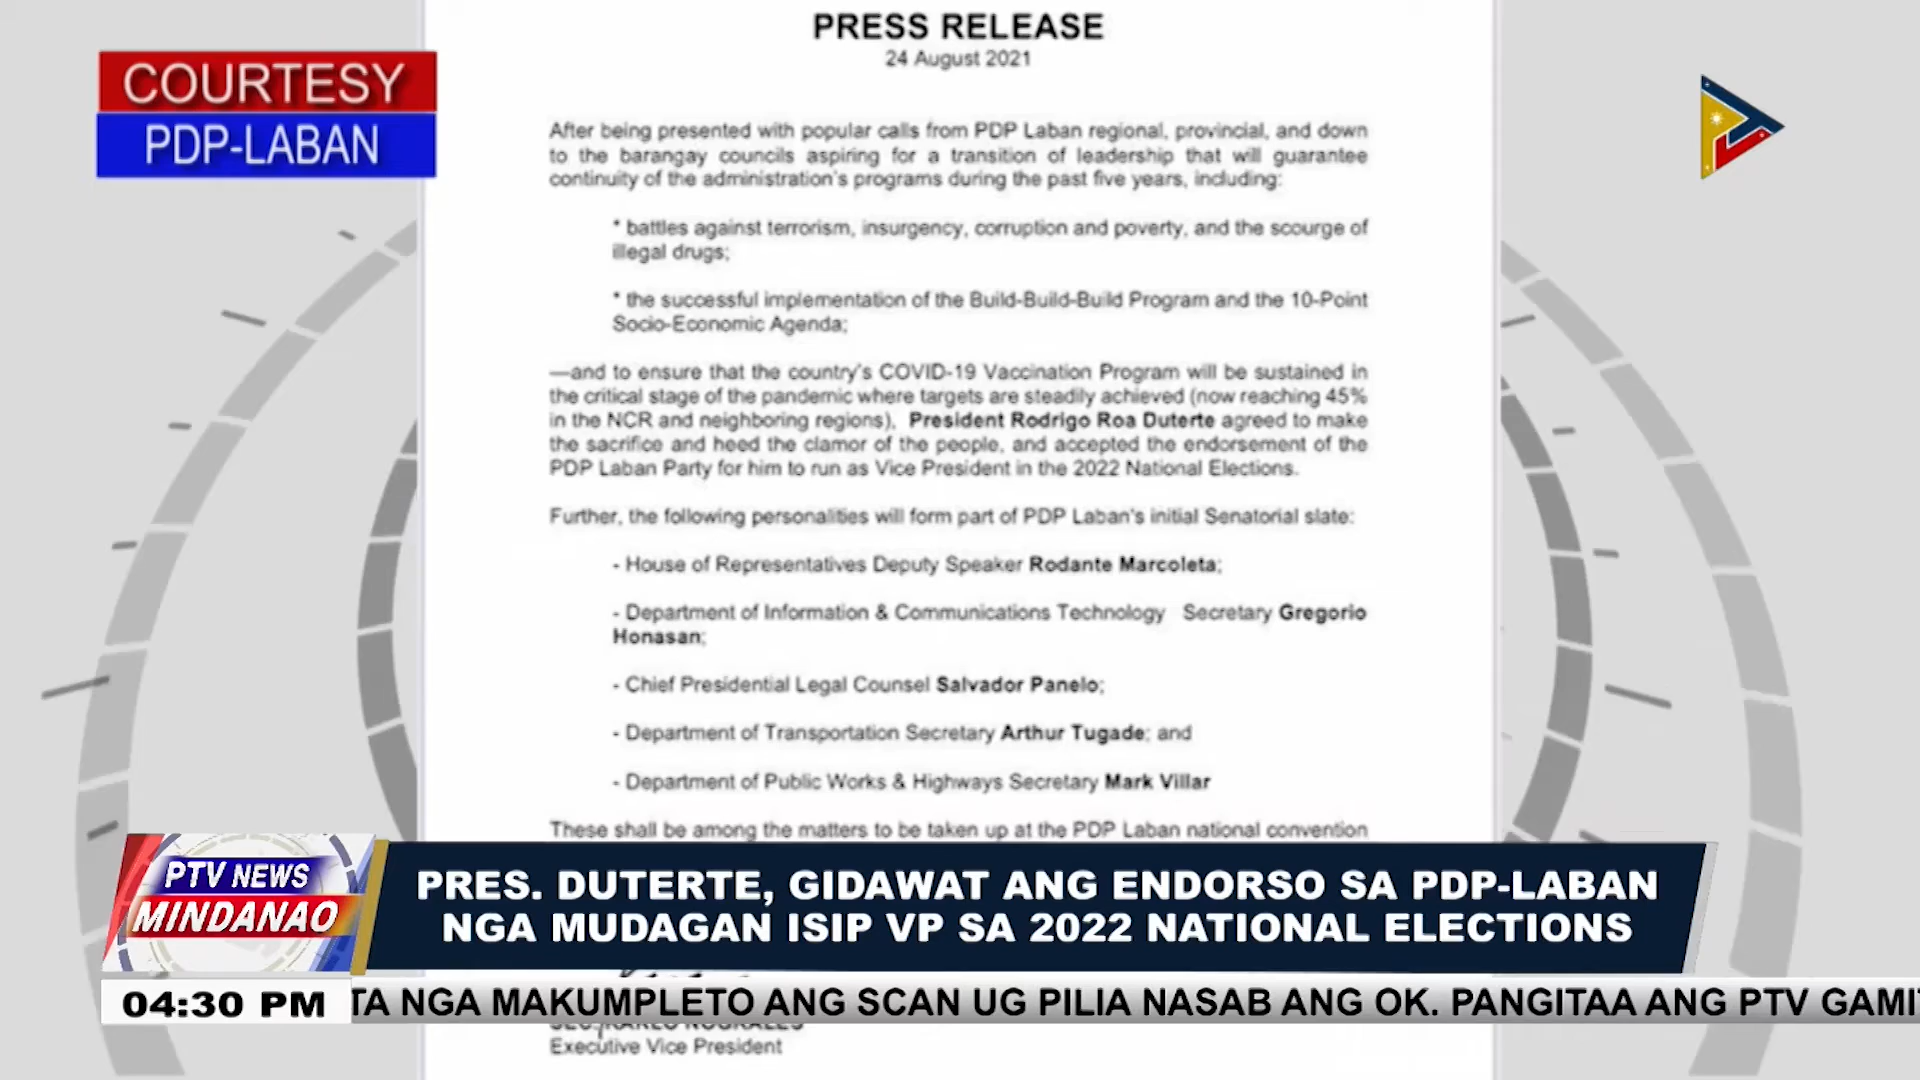 PRESS RELEASE
24 August 2021
COURTESY
PDP-LABAN
After being presented with popular calls from PDP Laban regional, provincial, and down
to the barangay councils aspiring for a transition of leadership that will guarantee
continuity of the administration's programs during the past five years, including:
* battles against terrorism, insurgency, corruption and poverty, and the scourge of
illegal drugs;
* the successful implementation of the Build-Build-Build Program and the 10-Point
Socio-Economic Agenda;
—and to ensure that the country's COVID-19 Vaccination Program will be sustained in
the critical stage of the pandemic where targets are steadily achieved (now reaching 45%
in the NCR and neighboring regions), President Rodrigo Roa Duterte agreed to make
the sacrifice and heed the clamor of the people, and accepted the endorsement of the
PDP Laban Party for him to run as Vice President in the 2022 National Elections.
Further, the following personalities will form part of PDP Laban's initial Senatorial slate:
- House of Representatives Deputy Speaker Rodante Marcoleta;
- Department of Information & Communications Technology Secretary Gregorio
Honasan;
- Chief Presidential Legal Counsel Salvador Panelo;
- Department of Transportation Secretary Arthur Tugade; and
- Department of Public Works & Highways Secretary Mark Villar
These shall be among the matters to be taken up at the PDP Laban national convention
PTV NEWS
MINDANAO
PRES. DUTERTE, GIDAWAT ANG ENDORSO SA PDP-LABAN
NGA MUDAGAN ISIP VP SA 2022 NATIONAL ELECTIONS
04:30 PM
TA NGA MAKUMPLETO ANG SCAN UG PILIA NASAB ANG OK. PANGITAA ANG PTV GAMI
Executive Vice President